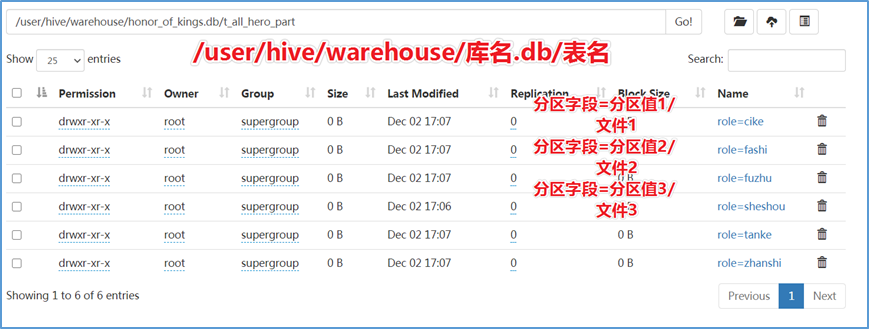 /user/hive/warehouse/honor_of_kings.db/t_all_hero_part Go!
/user/hive/warehouse/库名.db/表名
Show 25 entries Search:
Permission Owner Group Size Last Modified Replication Block Size Name
分区字段=分区值1/
文件1
drwxr-xr-x root supergroup 0 B Dec 02 17:07 0 role=cike
分区字段=分区值2/
文件2
drwxr-xr-x root supergroup 0 B Dec 02 17:07 0 role=fashi
drwxr-xr-x root supergroup 0 B Dec 02 17:07 0 0 B role=fuzhu
分区字段=分区值3/
文件3
drwxr-xr-x root supergroup 0 B Dec 02 17:06 0 role=sheshou
drwxr-xr-x root supergroup 0 B Dec 02 17:07 0 0 B role=tanke
drwxr-xr-x root supergroup 0 B Dec 02 17:07 0 0 B role=zhanshi
Showing 1 to 6 of 6 entries Previous 1 Next